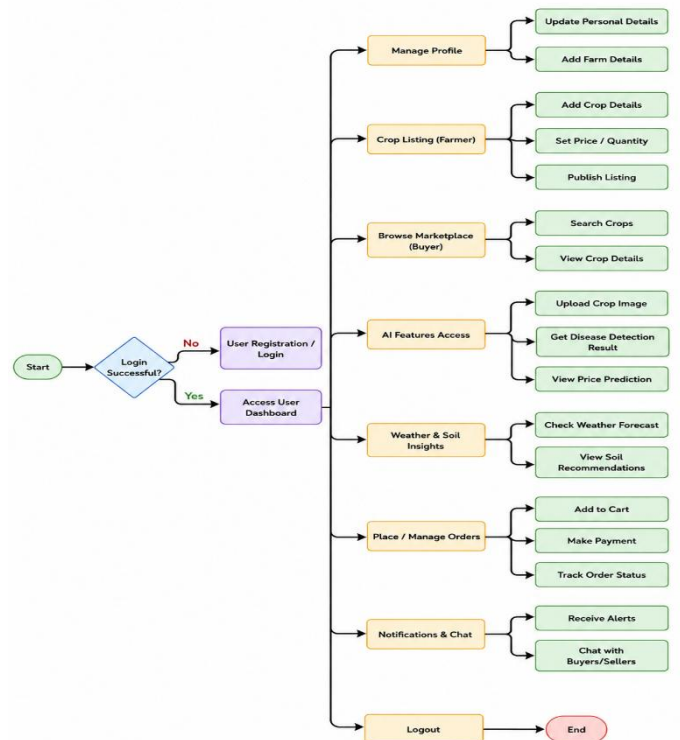 Start
Login
Successful?
No
Yes
User Registration /
Login
Access User
Dashboard
Manage Profile
Update Personal Details
Add Farm Details
Crop Listing (Farmer)
Add Crop Details
Set Price / Quantity
Publish Listing
Browse Marketplace
(Buyer)
Search Crops
View Crop Details
AI Features Access
Upload Crop Image
Get Disease Detection
Result
View Price Prediction
Weather & Soil
Insights
Check Weather Forecast
View Soil
Recommendations
Place / Manage Orders
Add to Cart
Make Payment
Track Order Status
Notifications & Chat
Receive Alerts
Chat with
Buyers/Sellers
Logout
End